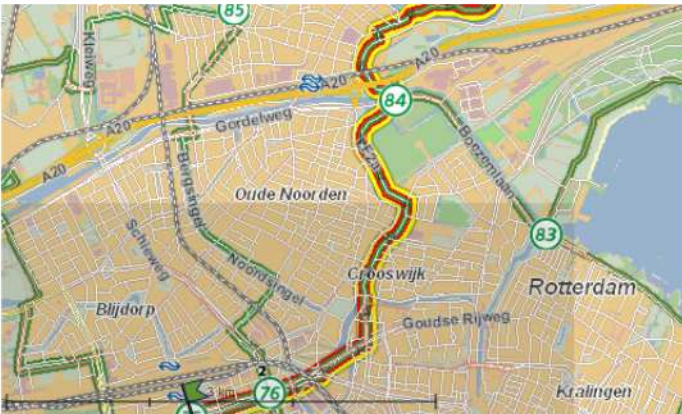 85
Kleiweg
A20
A20
84
A20
Gordelweg
A20
Boezemlaan
Bergsingel
Oude Noorden
Schieweg
83
Noordsingel
Crooswijk
Rotterdam
Blijdorp
Goudse Rijweg
2
76
Kralingen